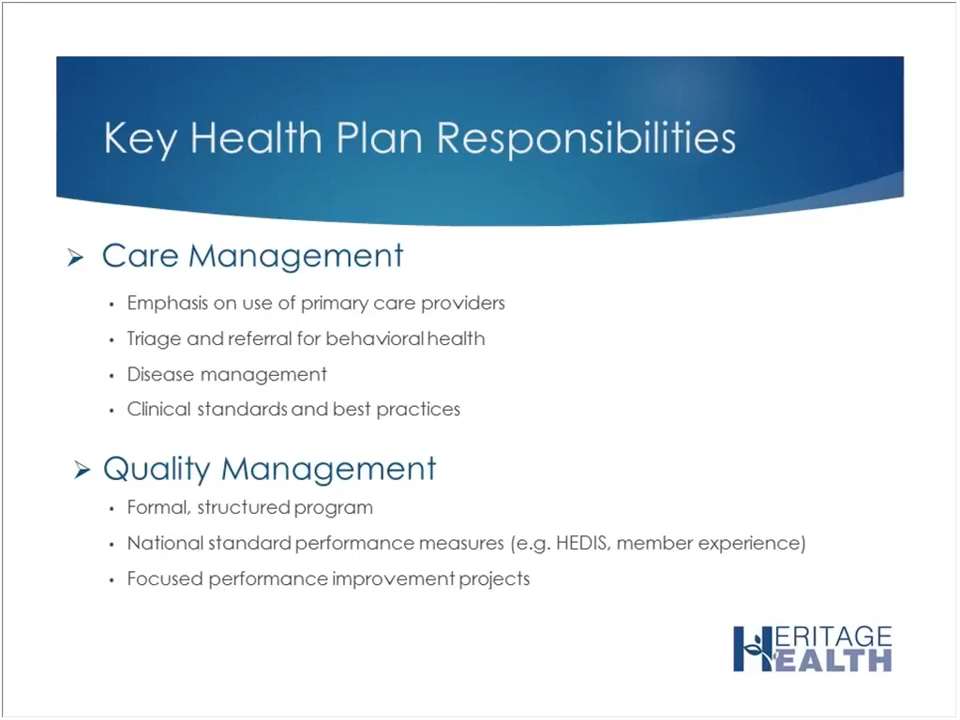 Key Health Plan Responsibilities
Care Management
Emphasis on use of primary care providers
Triage and referral for behavioral health
Disease management
Clinical standards and best practices
Quality Management
Formal, structured program
National standard performance measures (e.g. HEDIS, member experience)
Focused performance improvement projects
HERITAGE
HEALTH